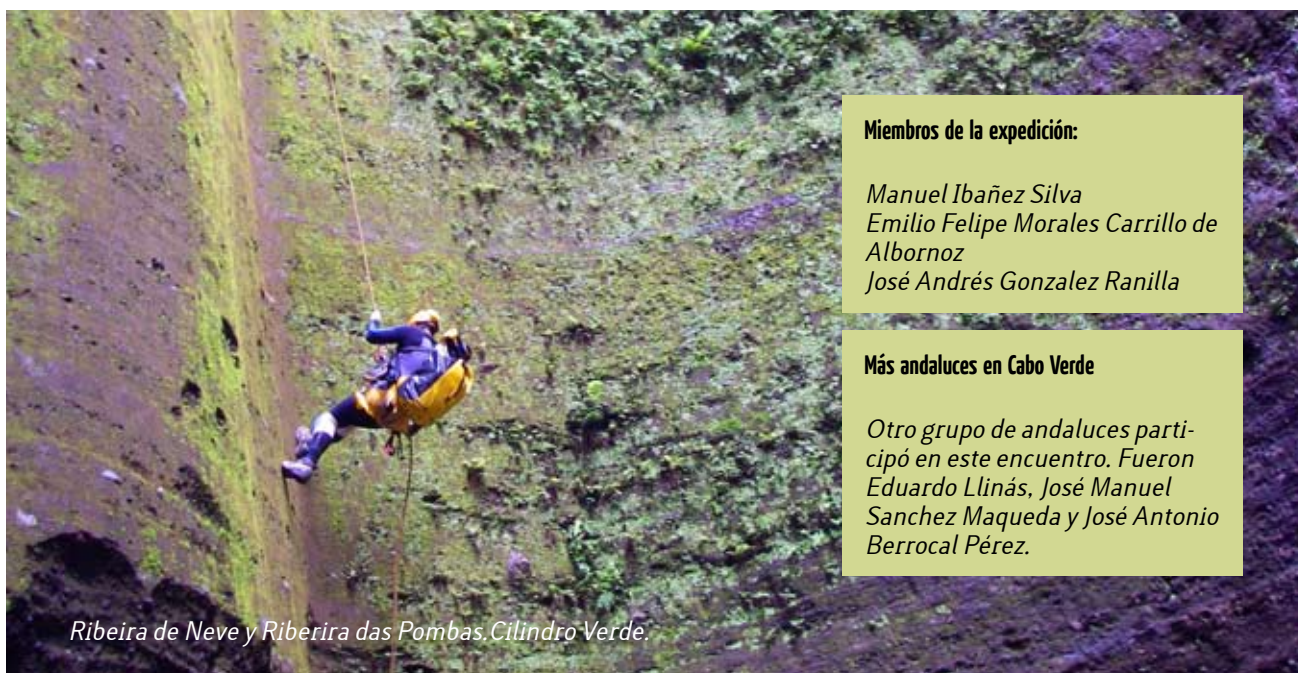 Miembros de la expedición:
Manuel Ibañez Silva
Emilio Felipe Morales Carrillo de
Albornoz
José Andrés Gonzalez Ranilla
Más andaluces en Cabo Verde
Otro grupo de andaluces parti-
cipó en este encuentro. Fueron
Eduardo Llinás, José Manuel
Sanchez Maqueda y José Antonio
Berrocal Pérez.
Ribeira de Neve y Riberira das Pombas.Cilindro Verde.